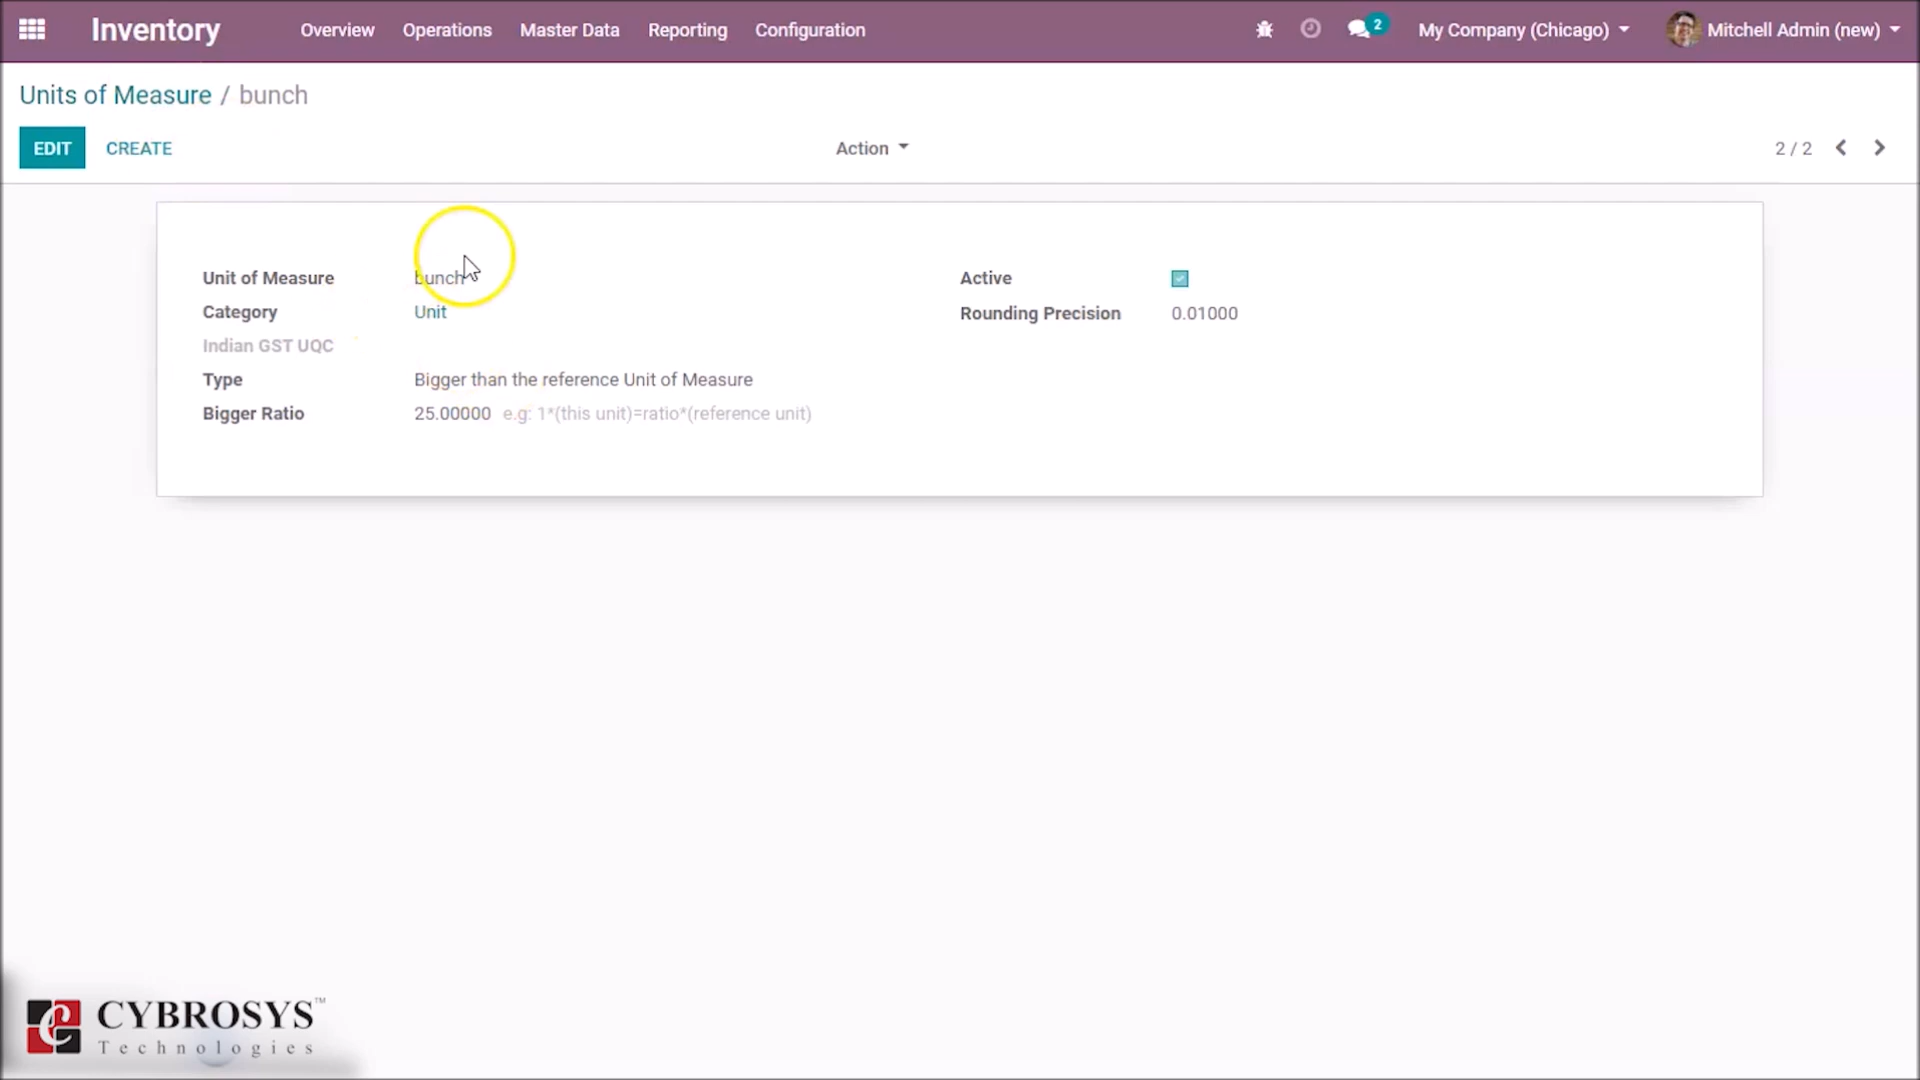 Inventory Overview Operations Master Data Reporting Configuration 2 My Company (Chicago) Mitchell Admin (new)
Units of Measure / bunch
EDIT CREATE Action 2 / 2
Unit of Measure bunch Active
Category Unit Rounding Precision 0.01000
Indian GST UQC
Type Bigger than the reference Unit of Measure
Bigger Ratio 25.00000 e.g: 1*(this unit)=ratio*(reference unit)
CYBROSYS™
Technologies